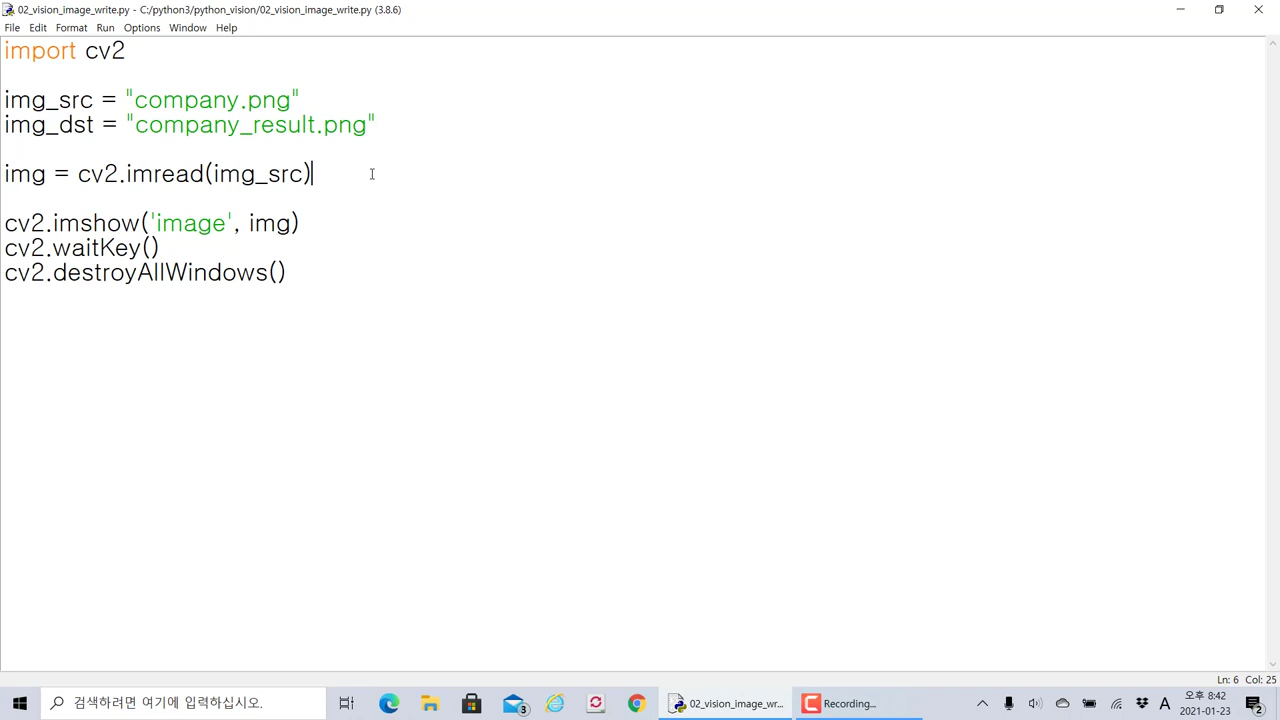 02_vision_image_write.py - C:/python3/python_vision/02_vision_image_write.py (3.8.6)
File Edit Format Run Options Window Help
import cv2
img_src = "company.png"
img_dst = "company_result.png"
img = cv2.imread(img_src)
cv2.imshow('image', img)
cv2.waitKey()
cv2.destroyAllWindows()
Ln: 6 Col: 25
검색하려면 여기에 입력하십시오.
3
02_vision_image_wr...
Recording...
A
오후 8:42
2021-01-23
2